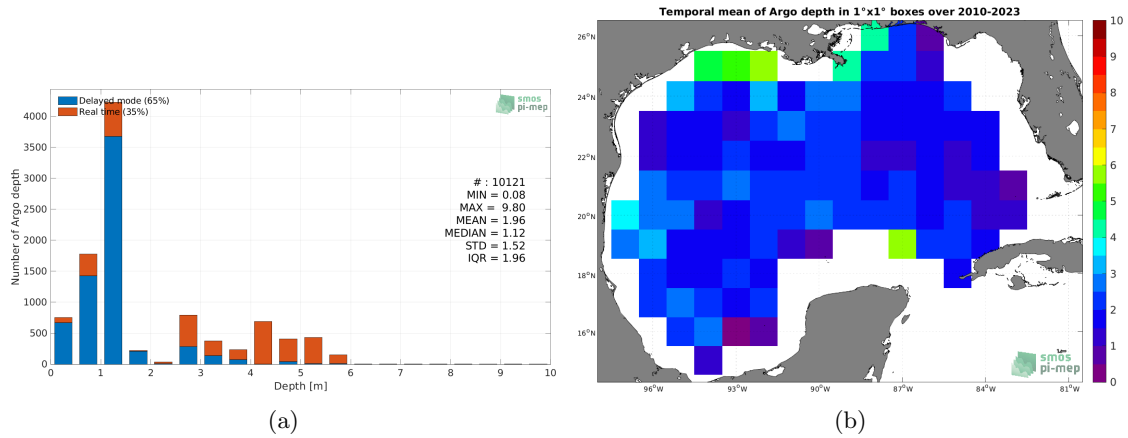 Delayed mode (65%)
Real time (35%)
smos
pi-mep
Number of Argo depth
4000
3500
3000
2500
2000
1500
1000
500
0
# : 10121
MIN = 0.08
MAX = 9.80
MEAN = 1.96
MEDIAN = 1.12
STD = 1.52
IQR = 1.96
0 1 2 3 4 5 6 7 8 9 10
Depth [m]
(a)
Temporal mean of Argo depth in 1°x1° boxes over 2010-2023
26°N
24°N
22°N
20°N
18°N
16°N
96°W 93°W 90°W 87°W 84°W 81°W
smos
pi-mep
10
9
8
7
6
5
4
3
2
1
0
(b)